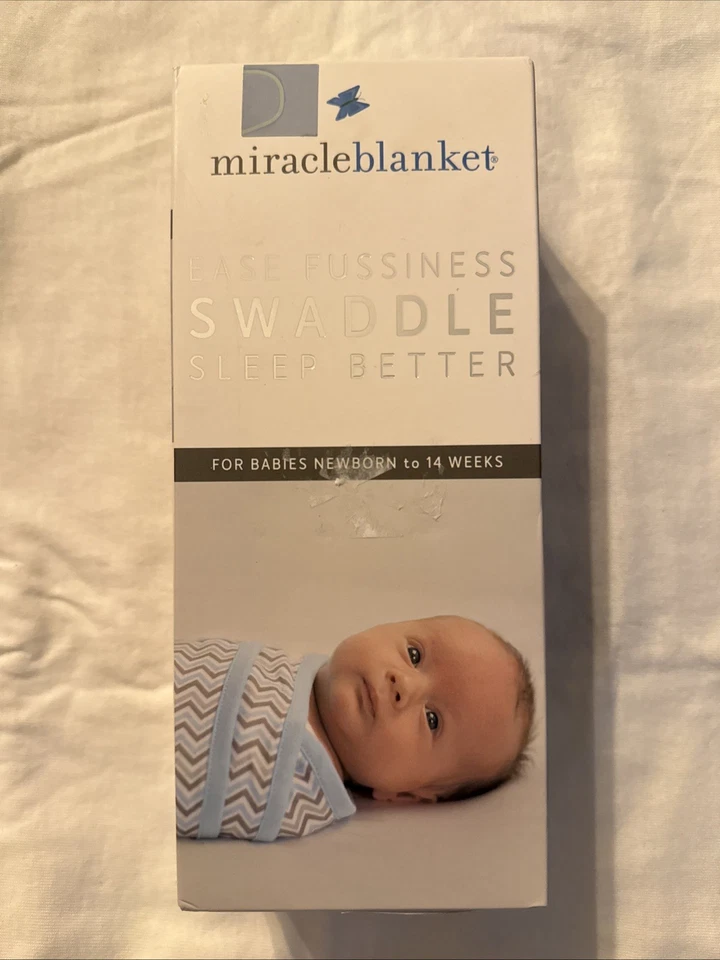 miracleblanket®
EASE FUSSINESS
SWADDLE
SLEEP BETTER
FOR BABIES NEWBORN to 14 WEEKS